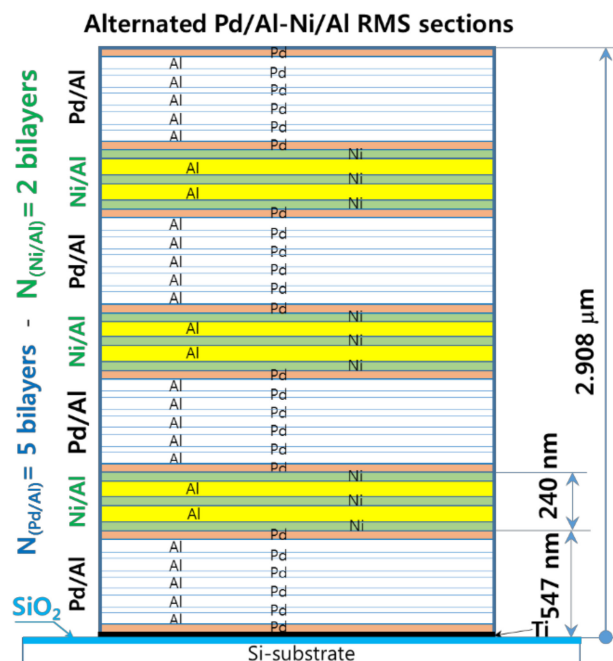 Alternated Pd/Al-Ni/Al RMS sections
N(Pd/Al)= 5 bilayers - N(Ni/Al)= 2 bilayers
Pd/Al
Ni/Al
Pd/Al
Ni/Al
Pd/Al
Ni/Al
Pd/Al
Pd
Al
Pd
Al
Pd
Al
Pd
Al
Pd
Al
Pd
Ni
Al
Ni
Al
Ni
Pd
Al
Pd
Al
Pd
Al
Pd
Al
Pd
Al
Pd
Ni
Al
Ni
Al
Ni
Pd
Al
Pd
Al
Pd
Al
Pd
Al
Pd
Al
Pd
Ni
Al
Ni
Al
Ni
Pd
Al
Pd
Al
Pd
Al
Pd
Al
Pd
Al
Pd
2.908 µm
240 nm
547 nm
SiO2
Ti
Si-substrate